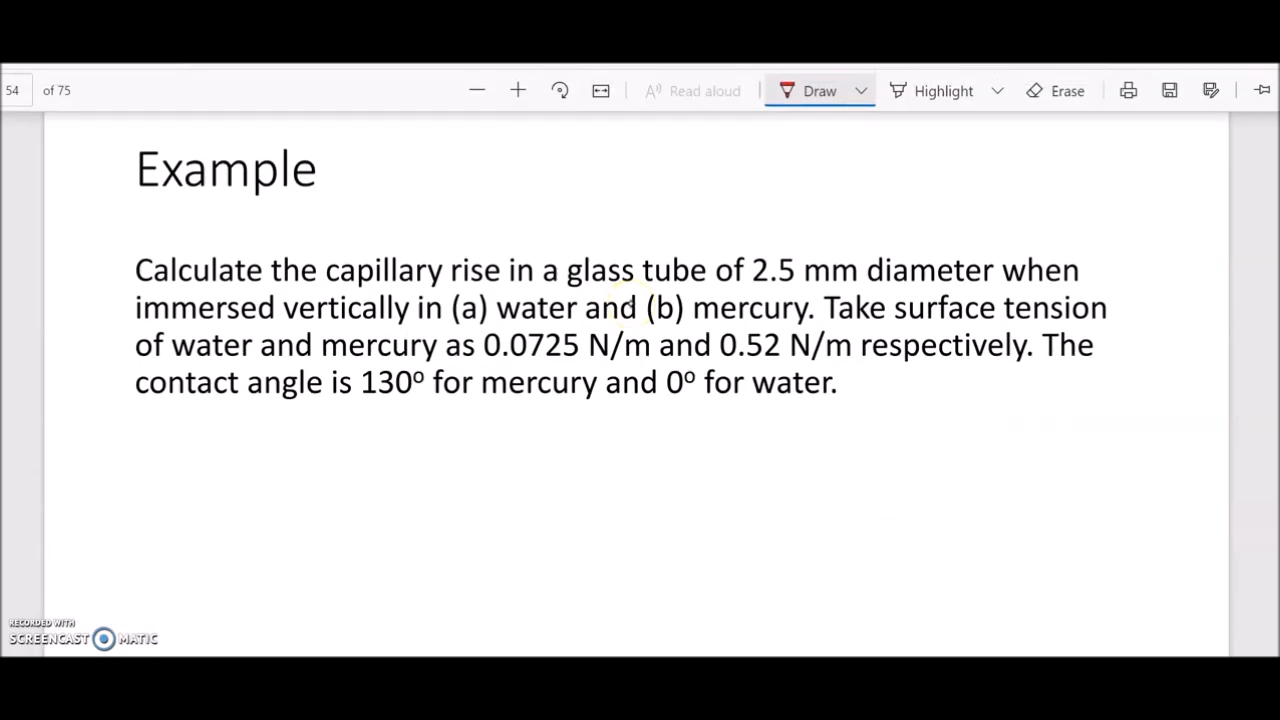 54 of 75 Read aloud Draw Highlight Erase
Example
Calculate the capillary rise in a glass tube of 2.5 mm diameter when
immersed vertically in (a) water and (b) mercury. Take surface tension
of water and mercury as 0.0725 N/m and 0.52 N/m respectively. The
contact angle is 130º for mercury and 0º for water.
RECORDED WITH
SCREENCAST MATIC